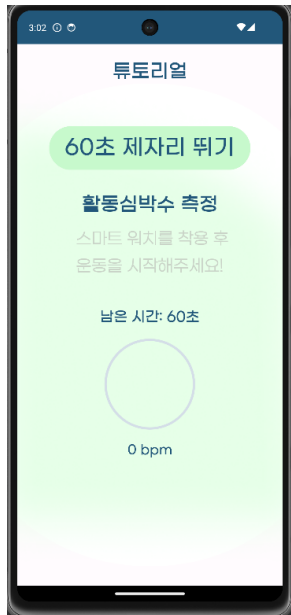 3:02
튜토리얼
60초 제자리 뛰기
활동심박수 측정
스마트 워치를 착용 후
운동을 시작해주세요!
남은 시간: 60초
0 bpm